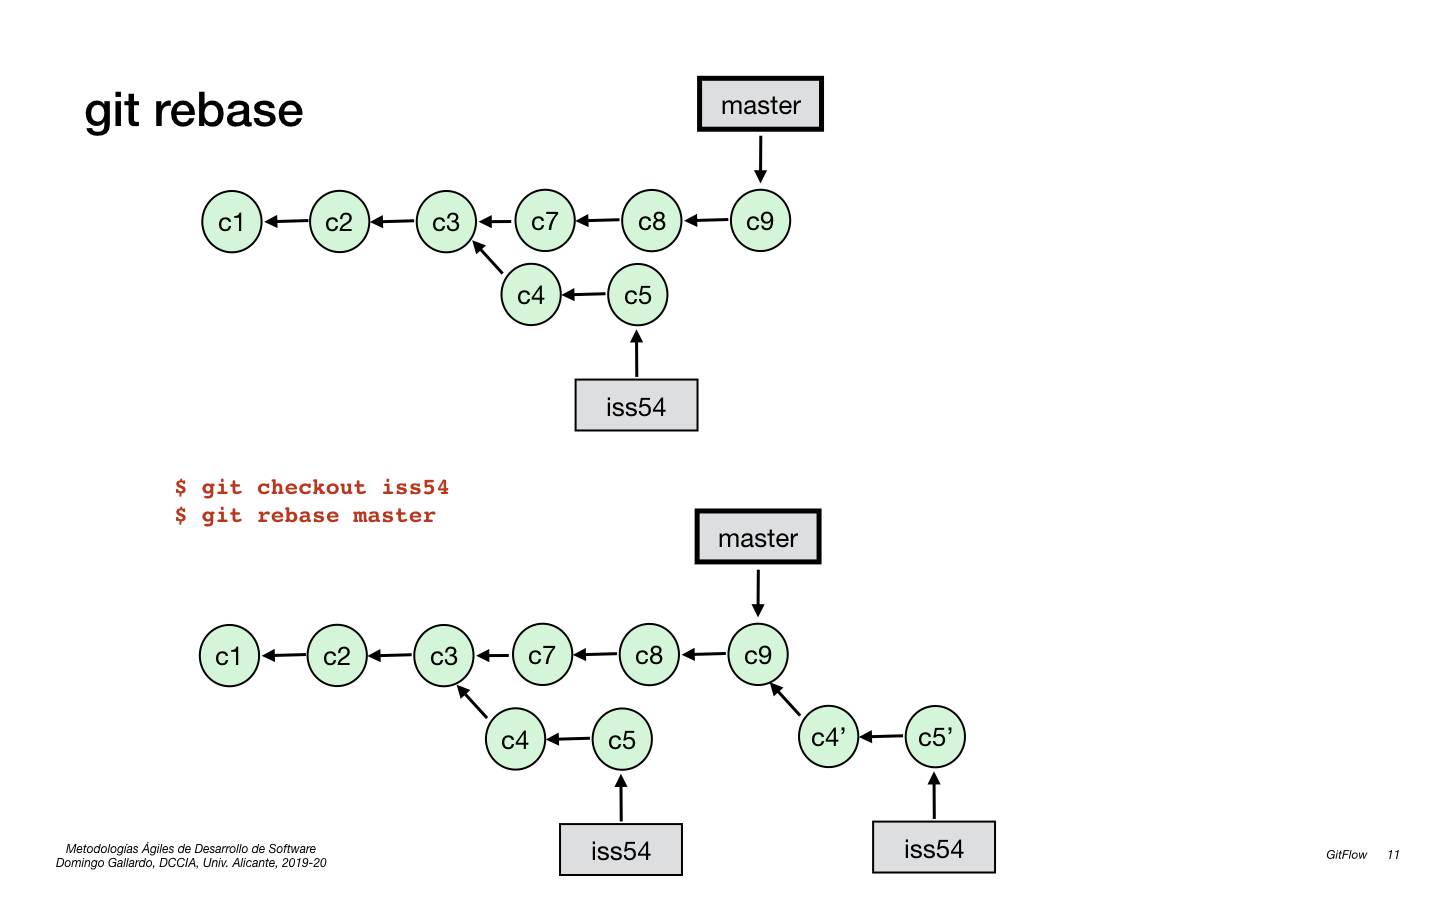 git rebase
master
c1
c2
c3
c7
c8
c9
c4
c5
iss54
$ git checkout iss54
$ git rebase master
master
c1
c2
c3
c7
c8
c9
c4
c5
c4’
c5’
iss54
iss54
Metodologías Ágiles de Desarrollo de Software
Domingo Gallardo, DCCIA, Univ. Alicante, 2019-20
GitFlow 11